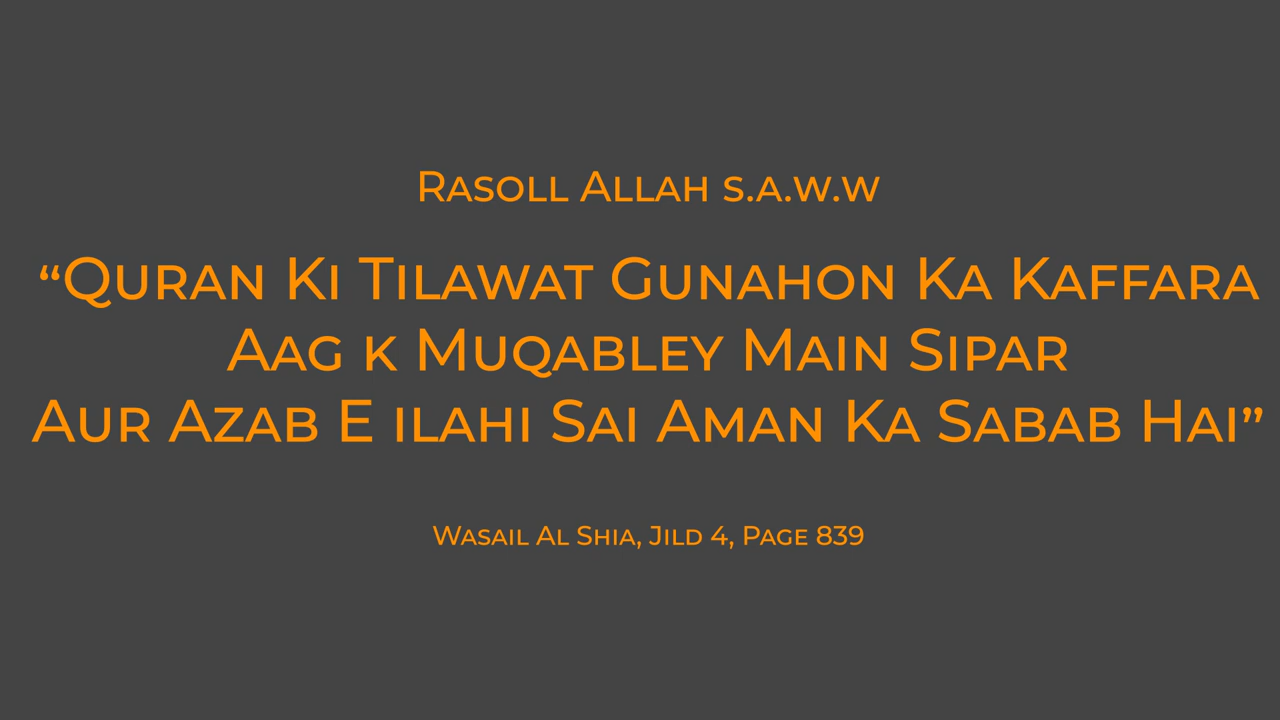 Rasoll Allah s.a.w.w
“Quran Ki Tilawat Gunahon Ka Kaffara
Aag k Muqabley Main Sipar
Aur Azab E ilahi Sai Aman Ka Sabab Hai”
Wasail Al Shia, Jild 4, Page 839